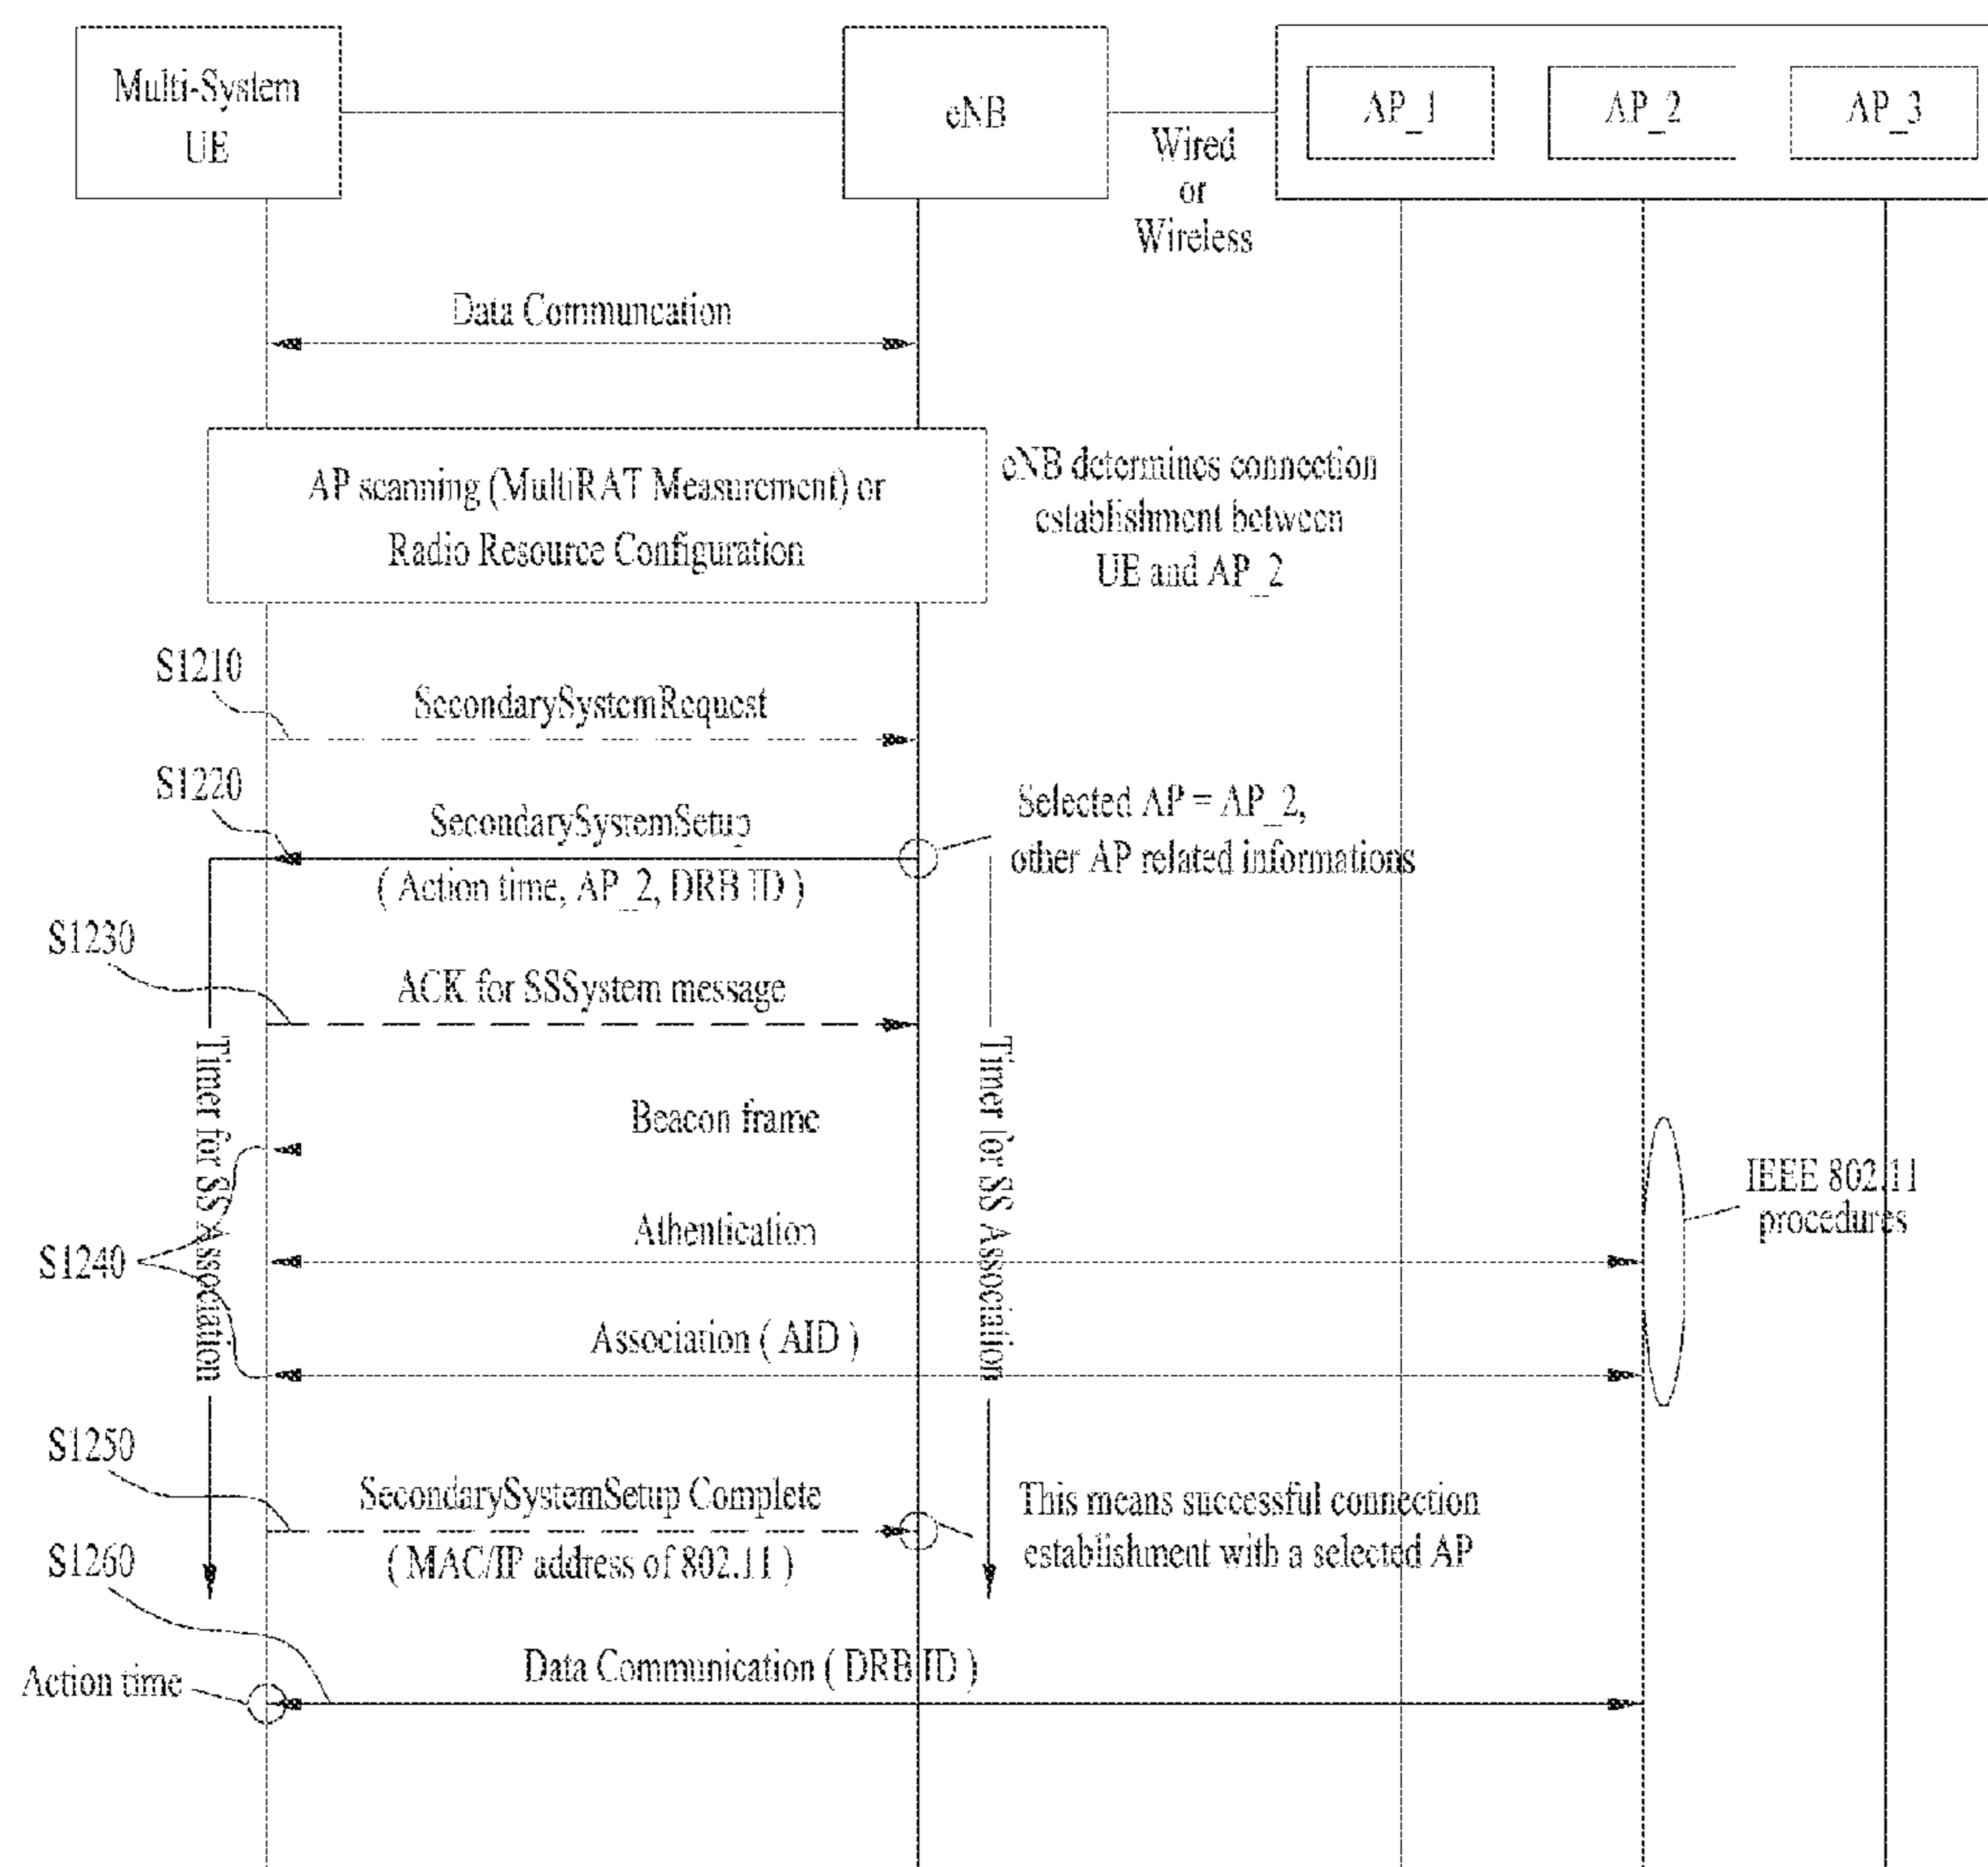 Multi-System
UE
eNB
Wired
or
Wireless
AP_1
AP_2
AP_3
Data Communcation
AP scanning (MultiRAT Measurement) or
Radio Resource Configuration
eNB determines connection
establishment between
UE and AP_2
S1210
SecondarySystemRequest
S1220
SecondarySystemSetup
( Action time, AP_2, DRB ID )
Selected AP = AP_2,
other AP related informations
S1230
ACK for SSSystem message
Timer for SS Association
Timer for SS Association
Beacon frame
Athentication
S1240
Association ( AID )
IEEE 802.11
procedures
S1250
SecondarySystemSetup Complete
( MAC/IP address of 802.11 )
This means successful connection
establishment with a selected AP
S1260
Data Communication ( DRB ID )
Action time